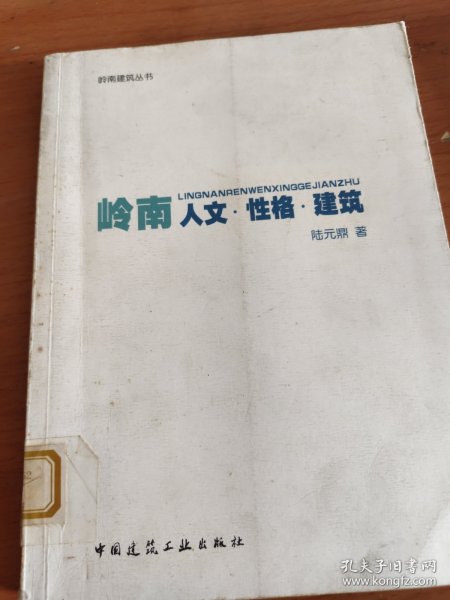 岭南建筑丛书
LINGNANRENWENXINGGEJIANZHU
岭南 人文·性格·建筑
陆元鼎 著
中国建筑工业出版社
孔夫子旧书网
www.kongfz.com